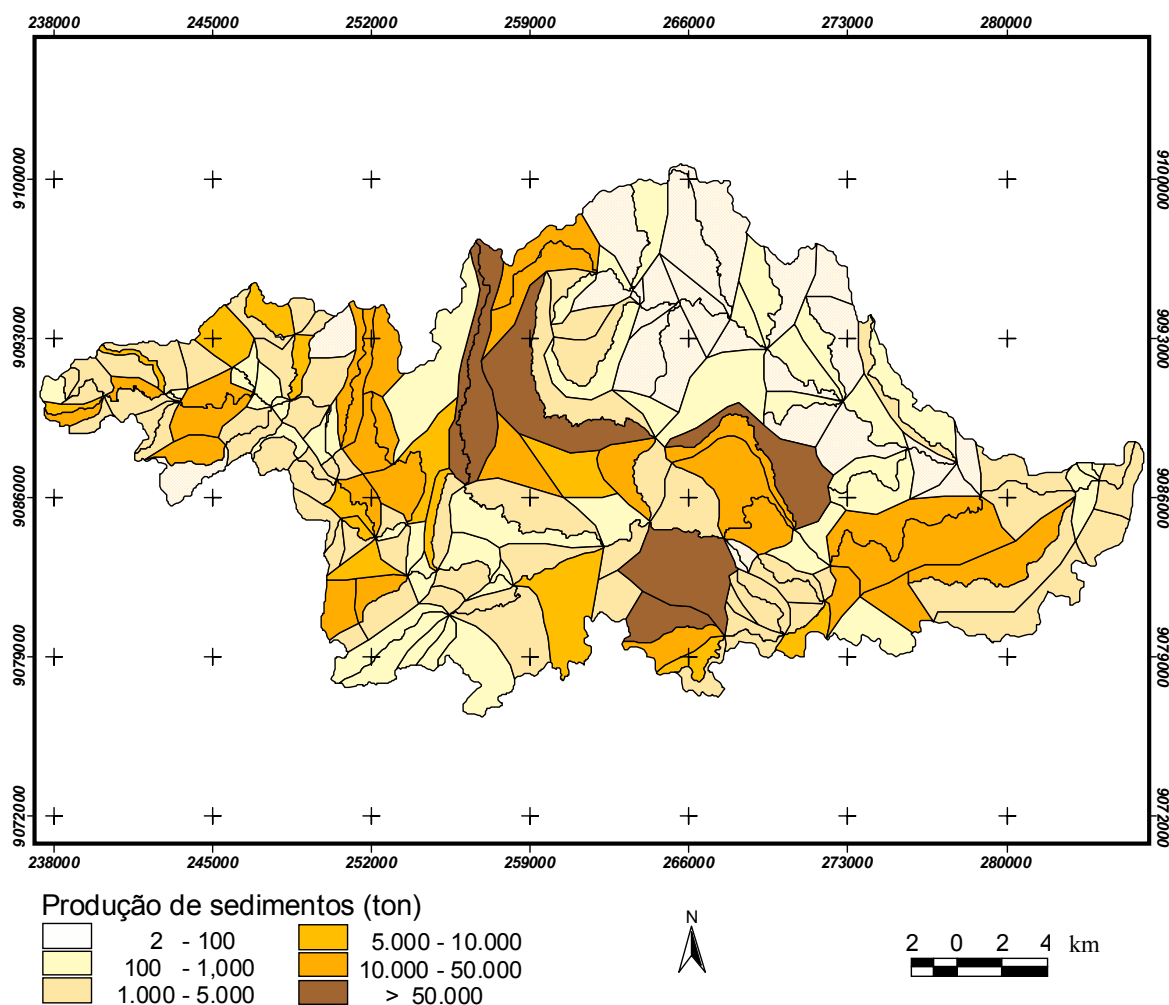 238000 245000 252000 259000 266000 273000 280000
9100000 9100000
9093000 9093000
9086000 9086000
9079000 9079000
9072000 9072000
238000 245000 252000 259000 266000 273000 280000
Produção de sedimentos (ton)
2 - 100
100 - 1,000
1.000 - 5.000
5.000 - 10.000
10.000 - 50.000
> 50.000
N
2 0 2 4 km